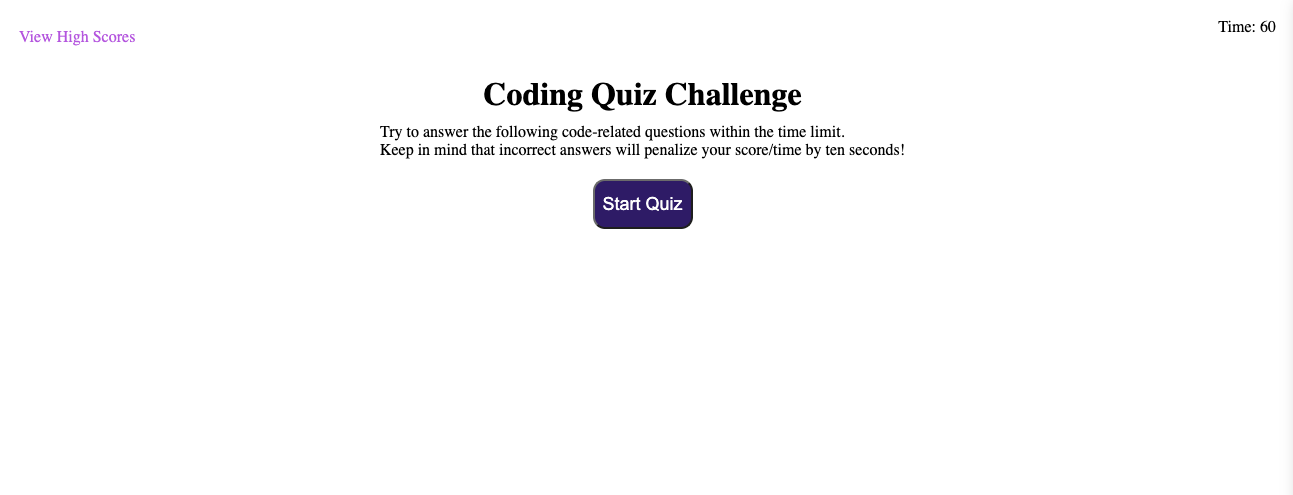 View High Scores
Time: 60
Coding Quiz Challenge
Try to answer the following code-related questions within the time limit.
Keep in mind that incorrect answers will penalize your score/time by ten seconds!
Start Quiz